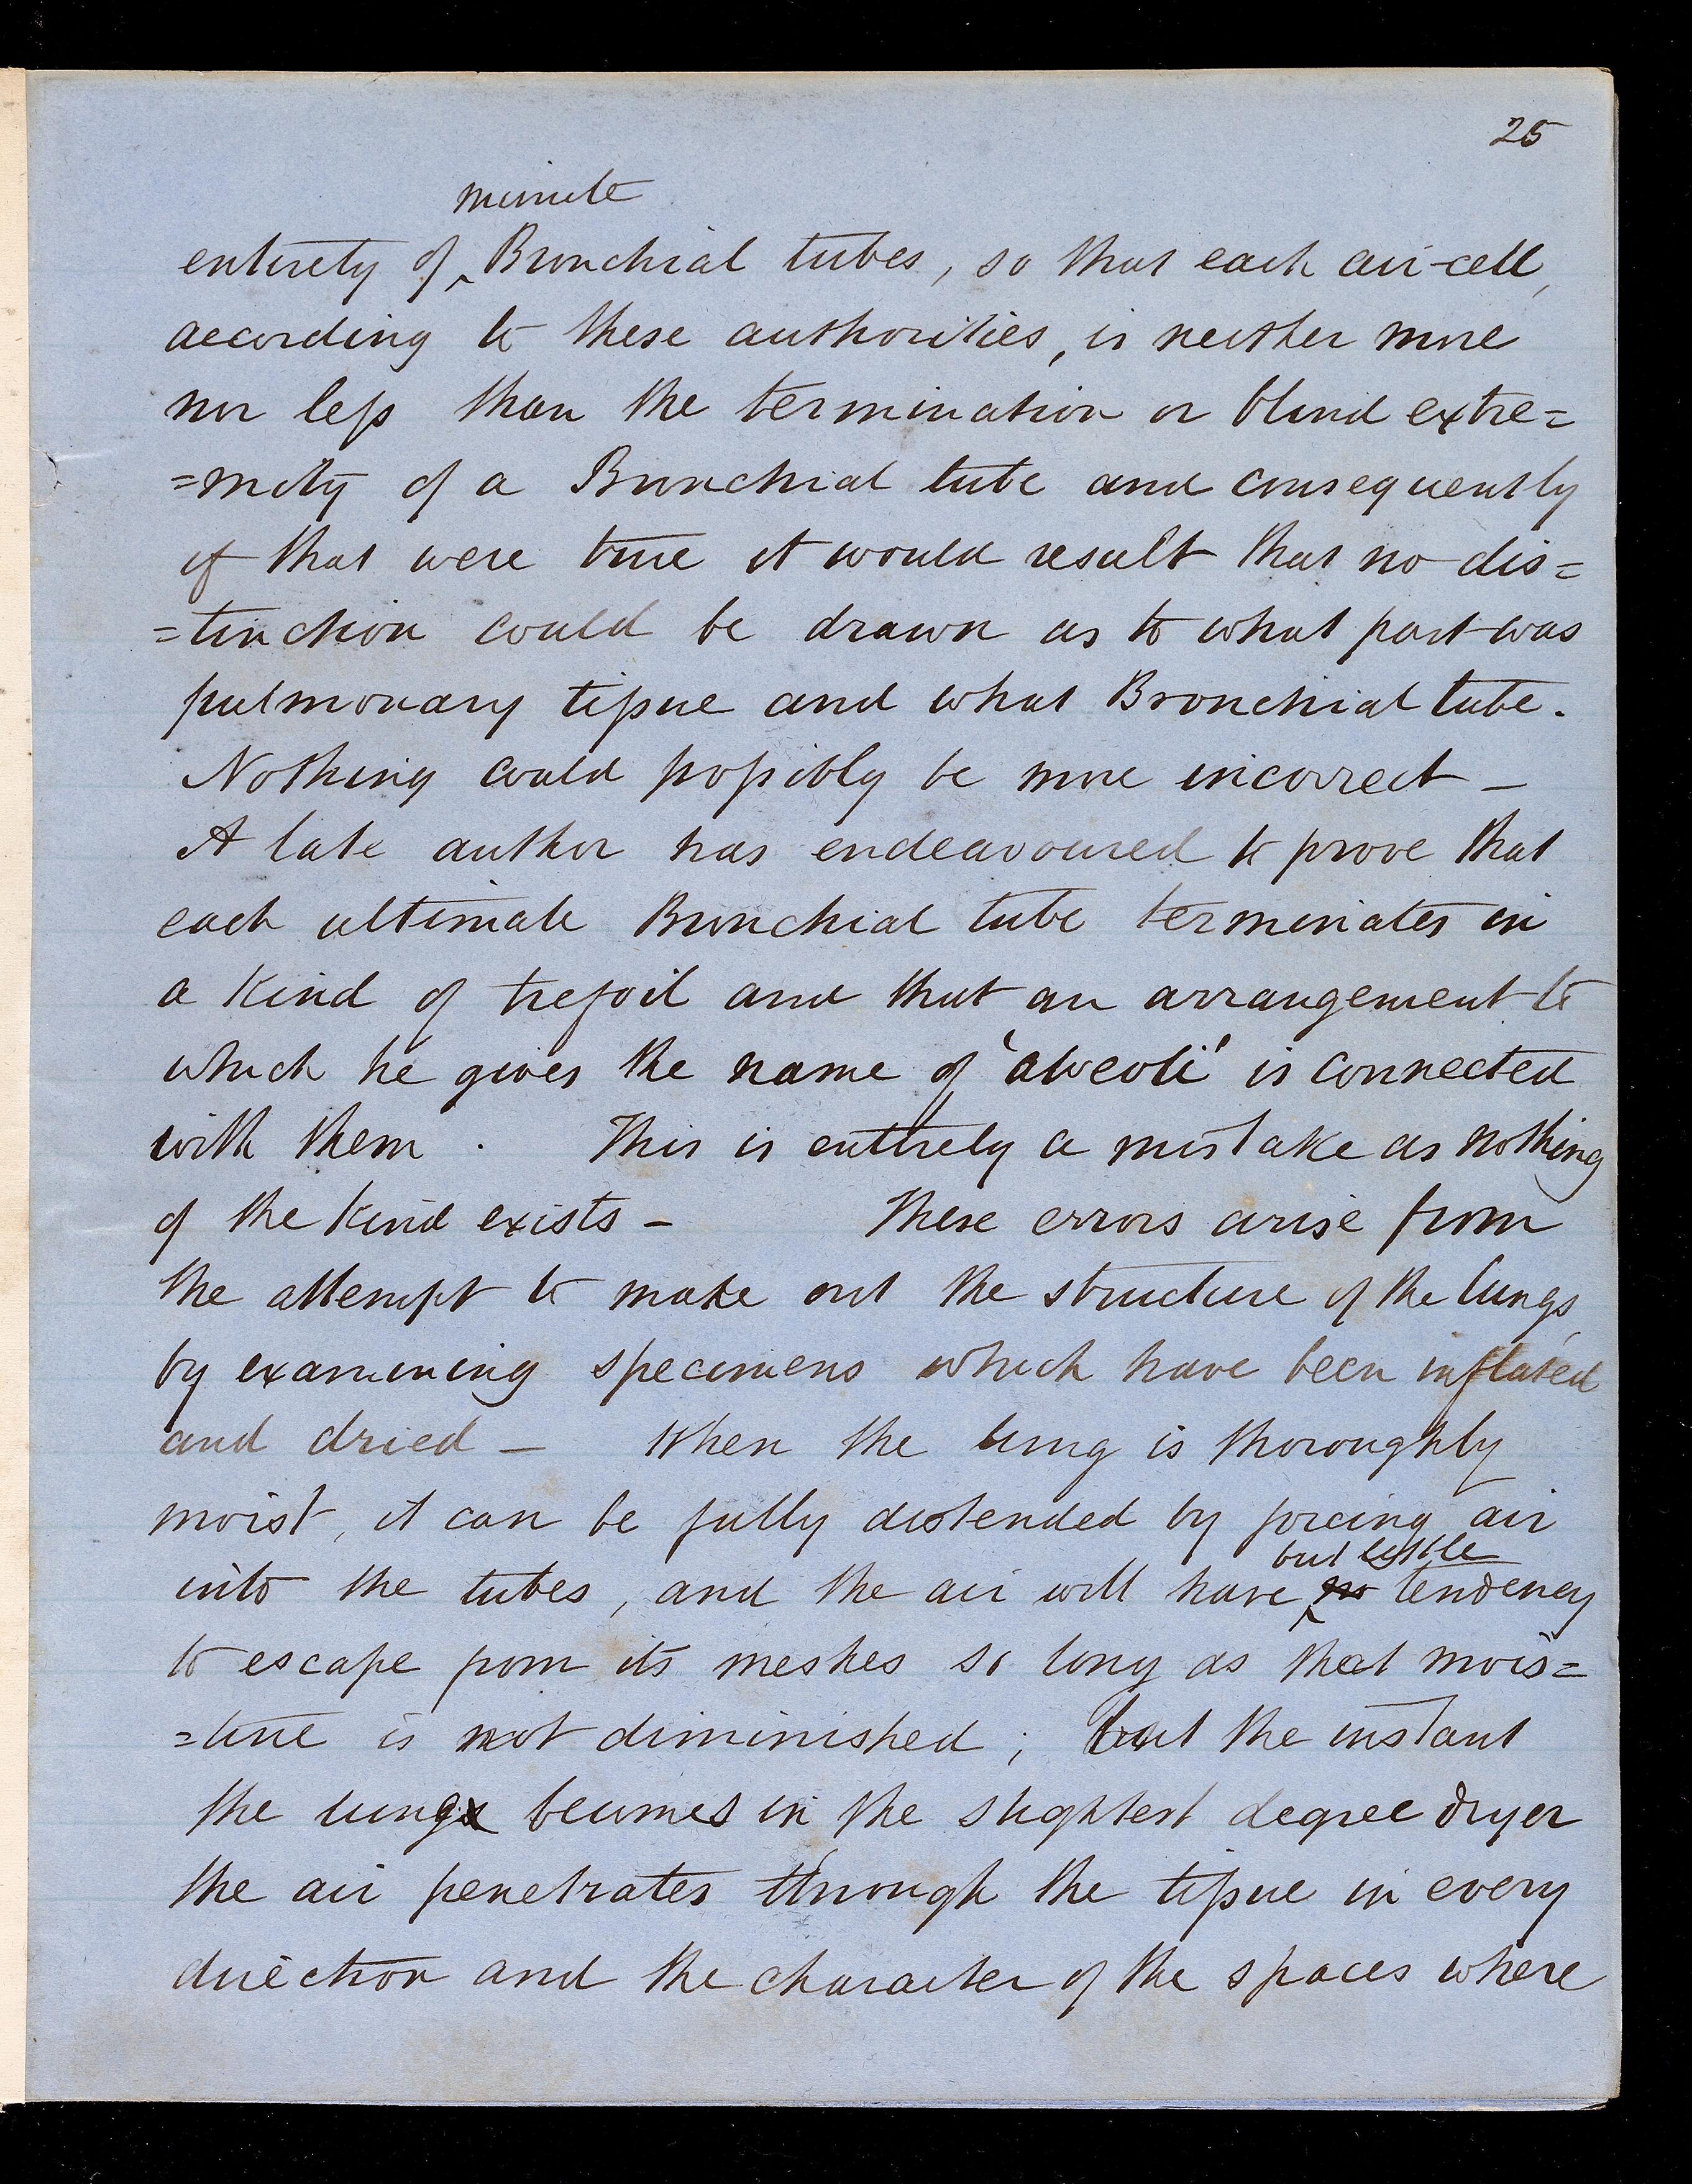 25
minute
entirety of ‸ Bronchial tubes, so that each air-cell,
according to these authorities, is neither more
nor less than the termination or blind extre=
=mity of a Bronchial tube and consequently
if that were true it would result that no dis=
=tinction could be drawn as to what part was
pulmonary tissue and what Bronchial tube.
Nothing could possibly be more incorrect –
A late author has endeavoured to prove that
each ultimate Bronchial tube terminates in
a kind of trefoil and that an arrangement to
which he gives the name of 'alveoli' is connected
with them. This is entirely a mistake as nothing
of the kind exists – These errors arise from
the attempt to make out the structure of the lungs,
by examining specimens which have been inflated
and dried – When the lung is thoroughly
moist, it can be fully distended by forcing air
but little
into the tubes, and the air will have ‸ no tendency
to escape from its meshes so long as that mois=
=ture is not diminished; but the instant
the lung becomes in the slightest degree dryer
the air penetrates through the tissue in every
direction and the character of the spaces where